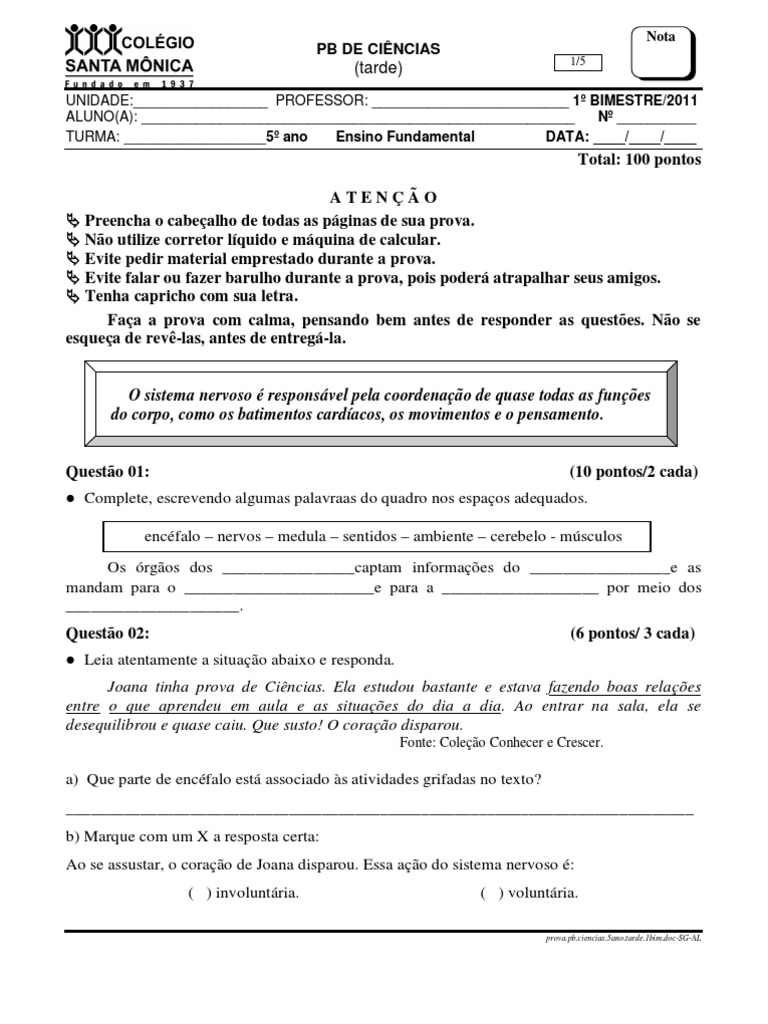 COLÉGIO
SANTA MÔNICA
Fundado em 1937
PB DE CIÊNCIAS
(tarde)
1/5
Nota
UNIDADE:_________________ PROFESSOR: _________________________ 1º BIMESTRE/2011
ALUNO(A): _________________________________________________________ Nº __________
TURMA: __________________5º ano Ensino Fundamental DATA: ____/____/____
Total: 100 pontos
A T E N Ç Ã O
Preencha o cabeçalho de todas as páginas de sua prova.
Não utilize corretor líquido e máquina de calcular.
Evite pedir material emprestado durante a prova.
Evite falar ou fazer barulho durante a prova, pois poderá atrapalhar seus amigos.
Tenha capricho com sua letra.
Faça a prova com calma, pensando bem antes de responder as questões. Não se
esqueça de revê-las, antes de entregá-la.
O sistema nervoso é responsável pela coordenação de quase todas as funções
do corpo, como os batimentos cardíacos, os movimentos e o pensamento.
Questão 01: (10 pontos/2 cada)
● Complete, escrevendo algumas palavraas do quadro nos espaços adequados.
encéfalo – nervos – medula – sentidos – ambiente – cerebelo - músculos
Os órgãos dos ________________captam informações do _________________e as
mandam para o _______________________e para a ___________________ por meio dos
_____________________.
Questão 02: (6 pontos/ 3 cada)
● Leia atentamente a situação abaixo e responda.
Joana tinha prova de Ciências. Ela estudou bastante e estava fazendo boas relações
entre o que aprendeu em aula e as situações do dia a dia. Ao entrar na sala, ela se
desequilibrou e quase caiu. Que susto! O coração disparou.
Fonte: Coleção Conhecer e Crescer.
a) Que parte de encéfalo está associado às atividades grifadas no texto?
____________________________________________________________________________
b) Marque com um X a resposta certa:
Ao se assustar, o coração de Joana disparou. Essa ação do sistema nervoso é:
( ) involuntária. ( ) voluntária.
prova.pb.ciencias.5ano.tarde.1bim.doc-SG-AL